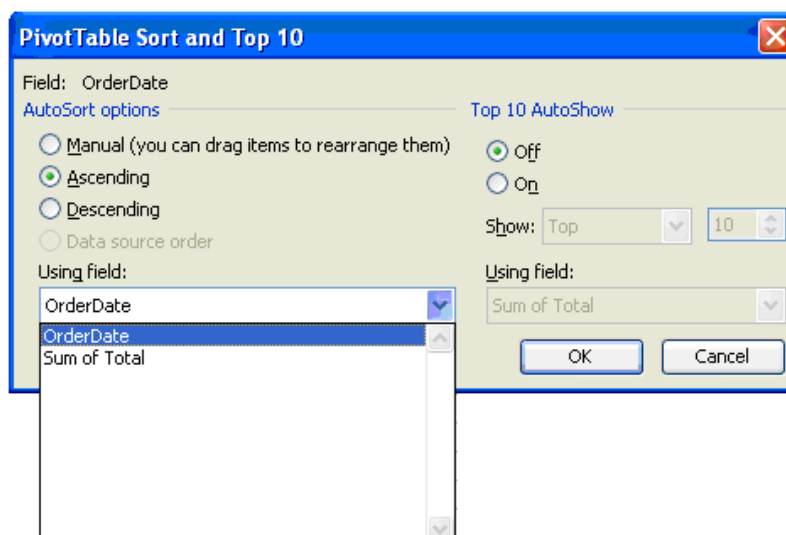 PivotTable Sort and Top 10
Field: OrderDate
AutoSort options
Manual (you can drag items to rearrange them)
Ascending
Descending
Data source order
Using field:
OrderDate
OrderDate
Sum of Total
Top 10 AutoShow
Off
On
Show: Top 10
Using field:
Sum of Total
OK Cancel